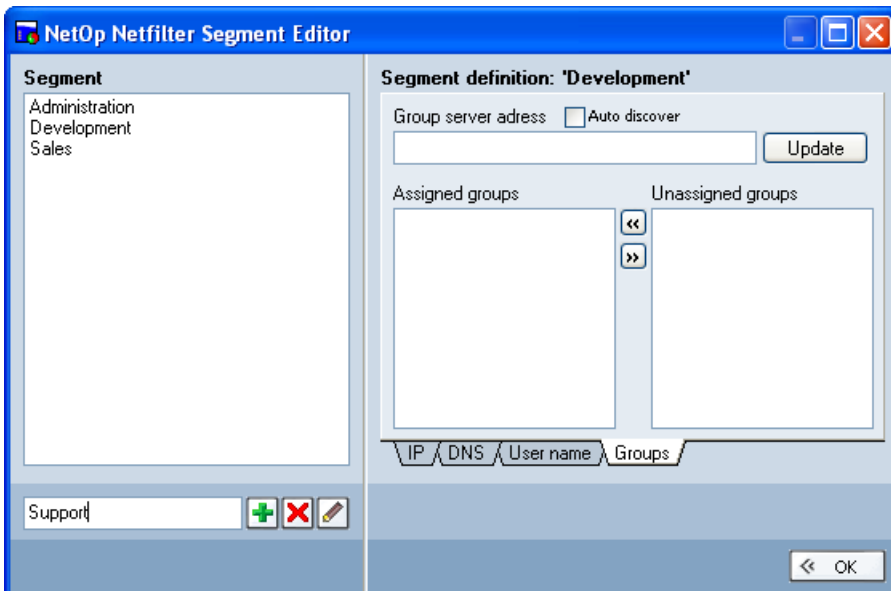 NetOp Netfilter Segment Editor
Segment
Administration
Development
Sales
Support
Segment definition: 'Development'
Group server adress Auto discover
Update
Assigned groups Unassigned groups
<<
>>
IP DNS User name Groups
<< OK